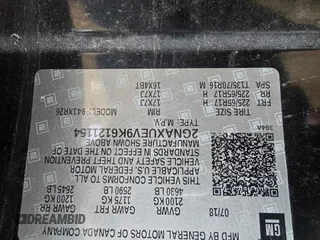 GM
MFD BY GENERAL MOTORS OF CANADA COMPANY
07/18 GVWR GAWR FRT GAWR RR
2100 KG 1175 KG 1200 KG
4630 LB 2590 LB 2645 LB
THIS VEHICLE CONFORMS TO ALL
U.S. FEDERAL MOTOR
VEHICLE SAFETY AND THEFT PREVENTION
STANDARDS IN EFFECT ON THE DATE OF
MANUFACTURE SHOWN ABOVE.
2GNAXUEV9K6121154
TYPE: M.P.V.
384A
TIRE SIZE RIM 941XR26
FRT 225/65R17 H 17X7J
RR 225/65R17 H 17X7J
SPA T135/70R16 M 16X4BT
DREAMBID